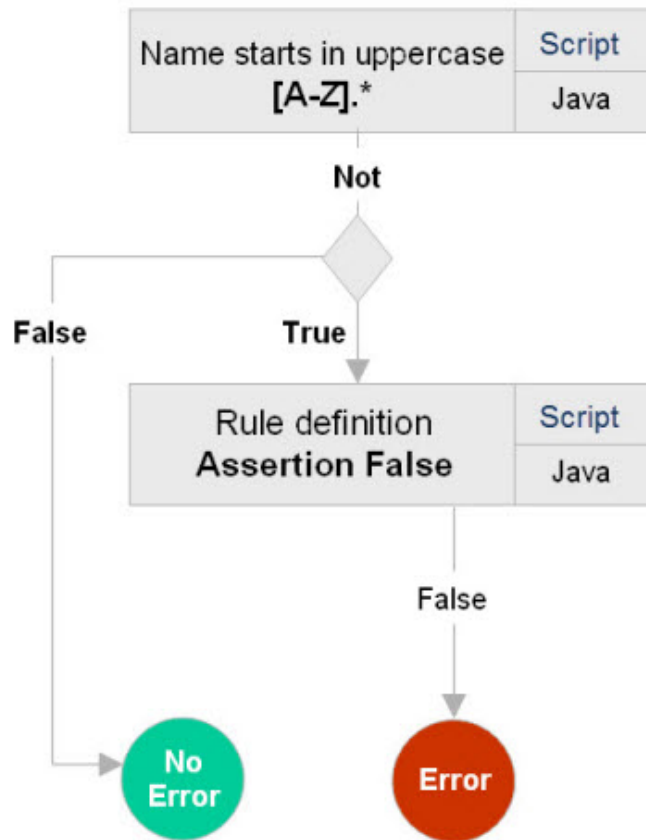 Name starts in uppercase
[A-Z].*
Script
Java
Not
False
True
Rule definition
Assertion False
Script
Java
False
No
Error
Error